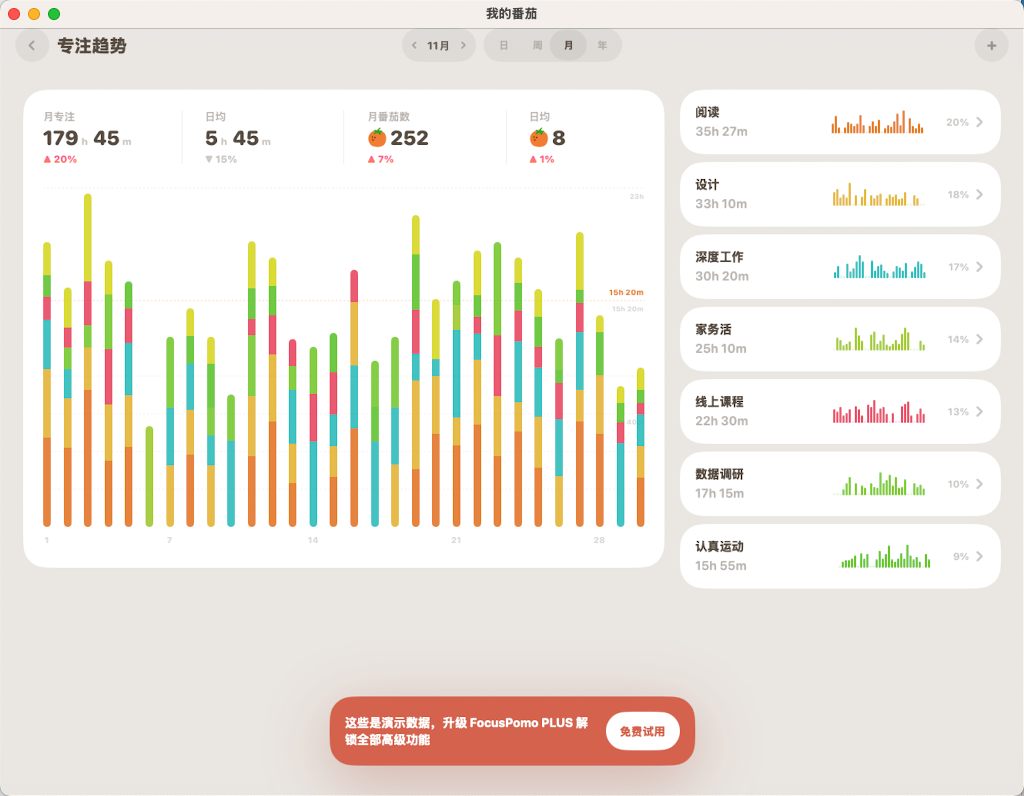 我的番茄
专注趋势
11月
日 周 月 年
月专注
179 h 45 m
20%
日均
5 h 45 m
15%
月番茄数
252
7%
日均
8
1%
23h
15h 20m
15h 20m
1 7 14 21 28
阅读
35h 27m
20%
设计
33h 10m
18%
深度工作
30h 20m
17%
家务活
25h 10m
14%
线上课程
22h 30m
13%
数据调研
17h 15m
10%
认真运动
15h 55m
9%
这些是演示数据，升级 FocusPomo PLUS 解
锁全部高级功能
免费试用